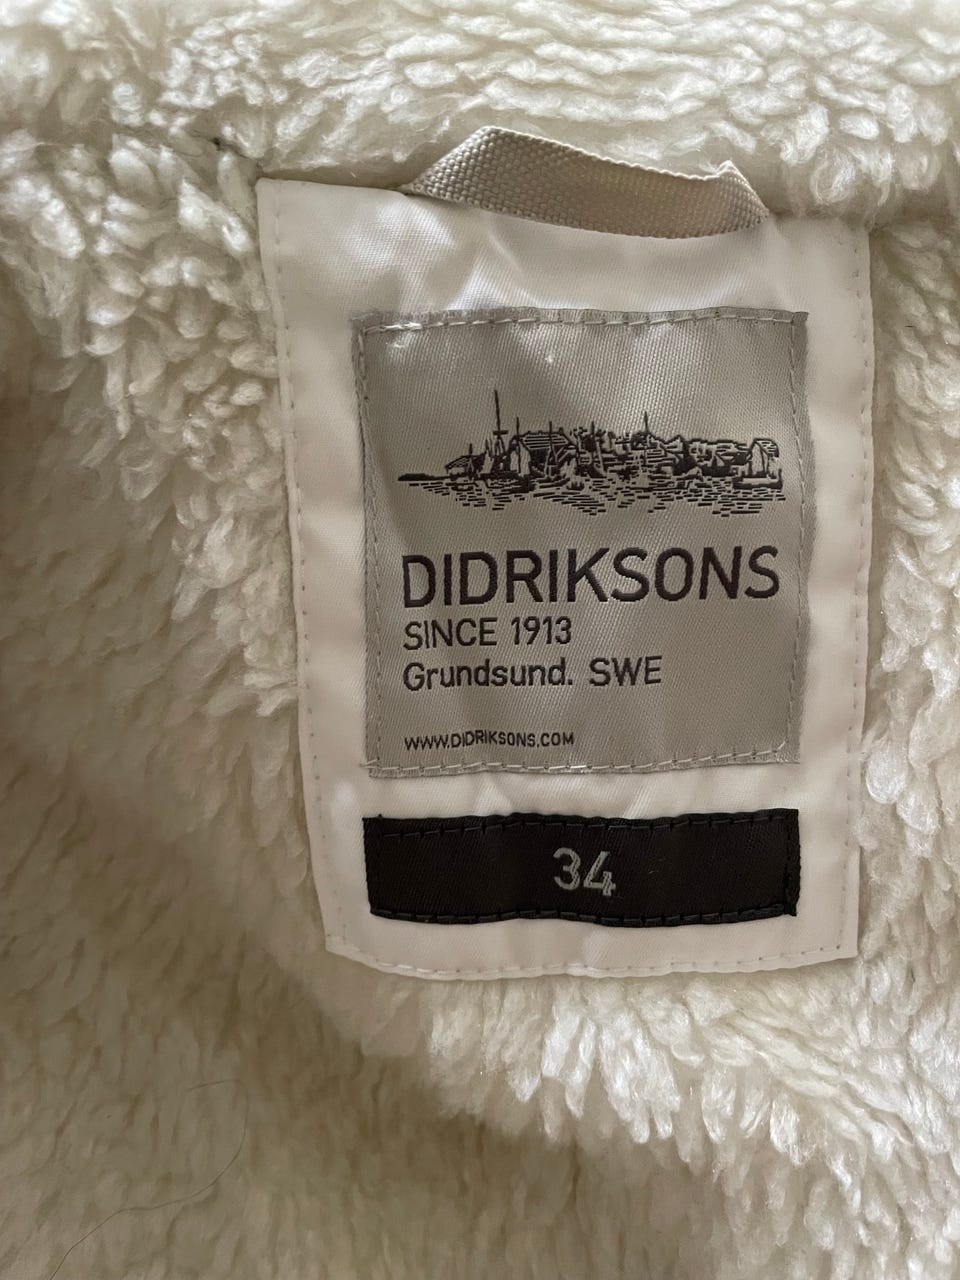 DIDRIKSONS
SINCE 1913
Grundsund. SWE
WWW.DIDRIKSONS.COM
34